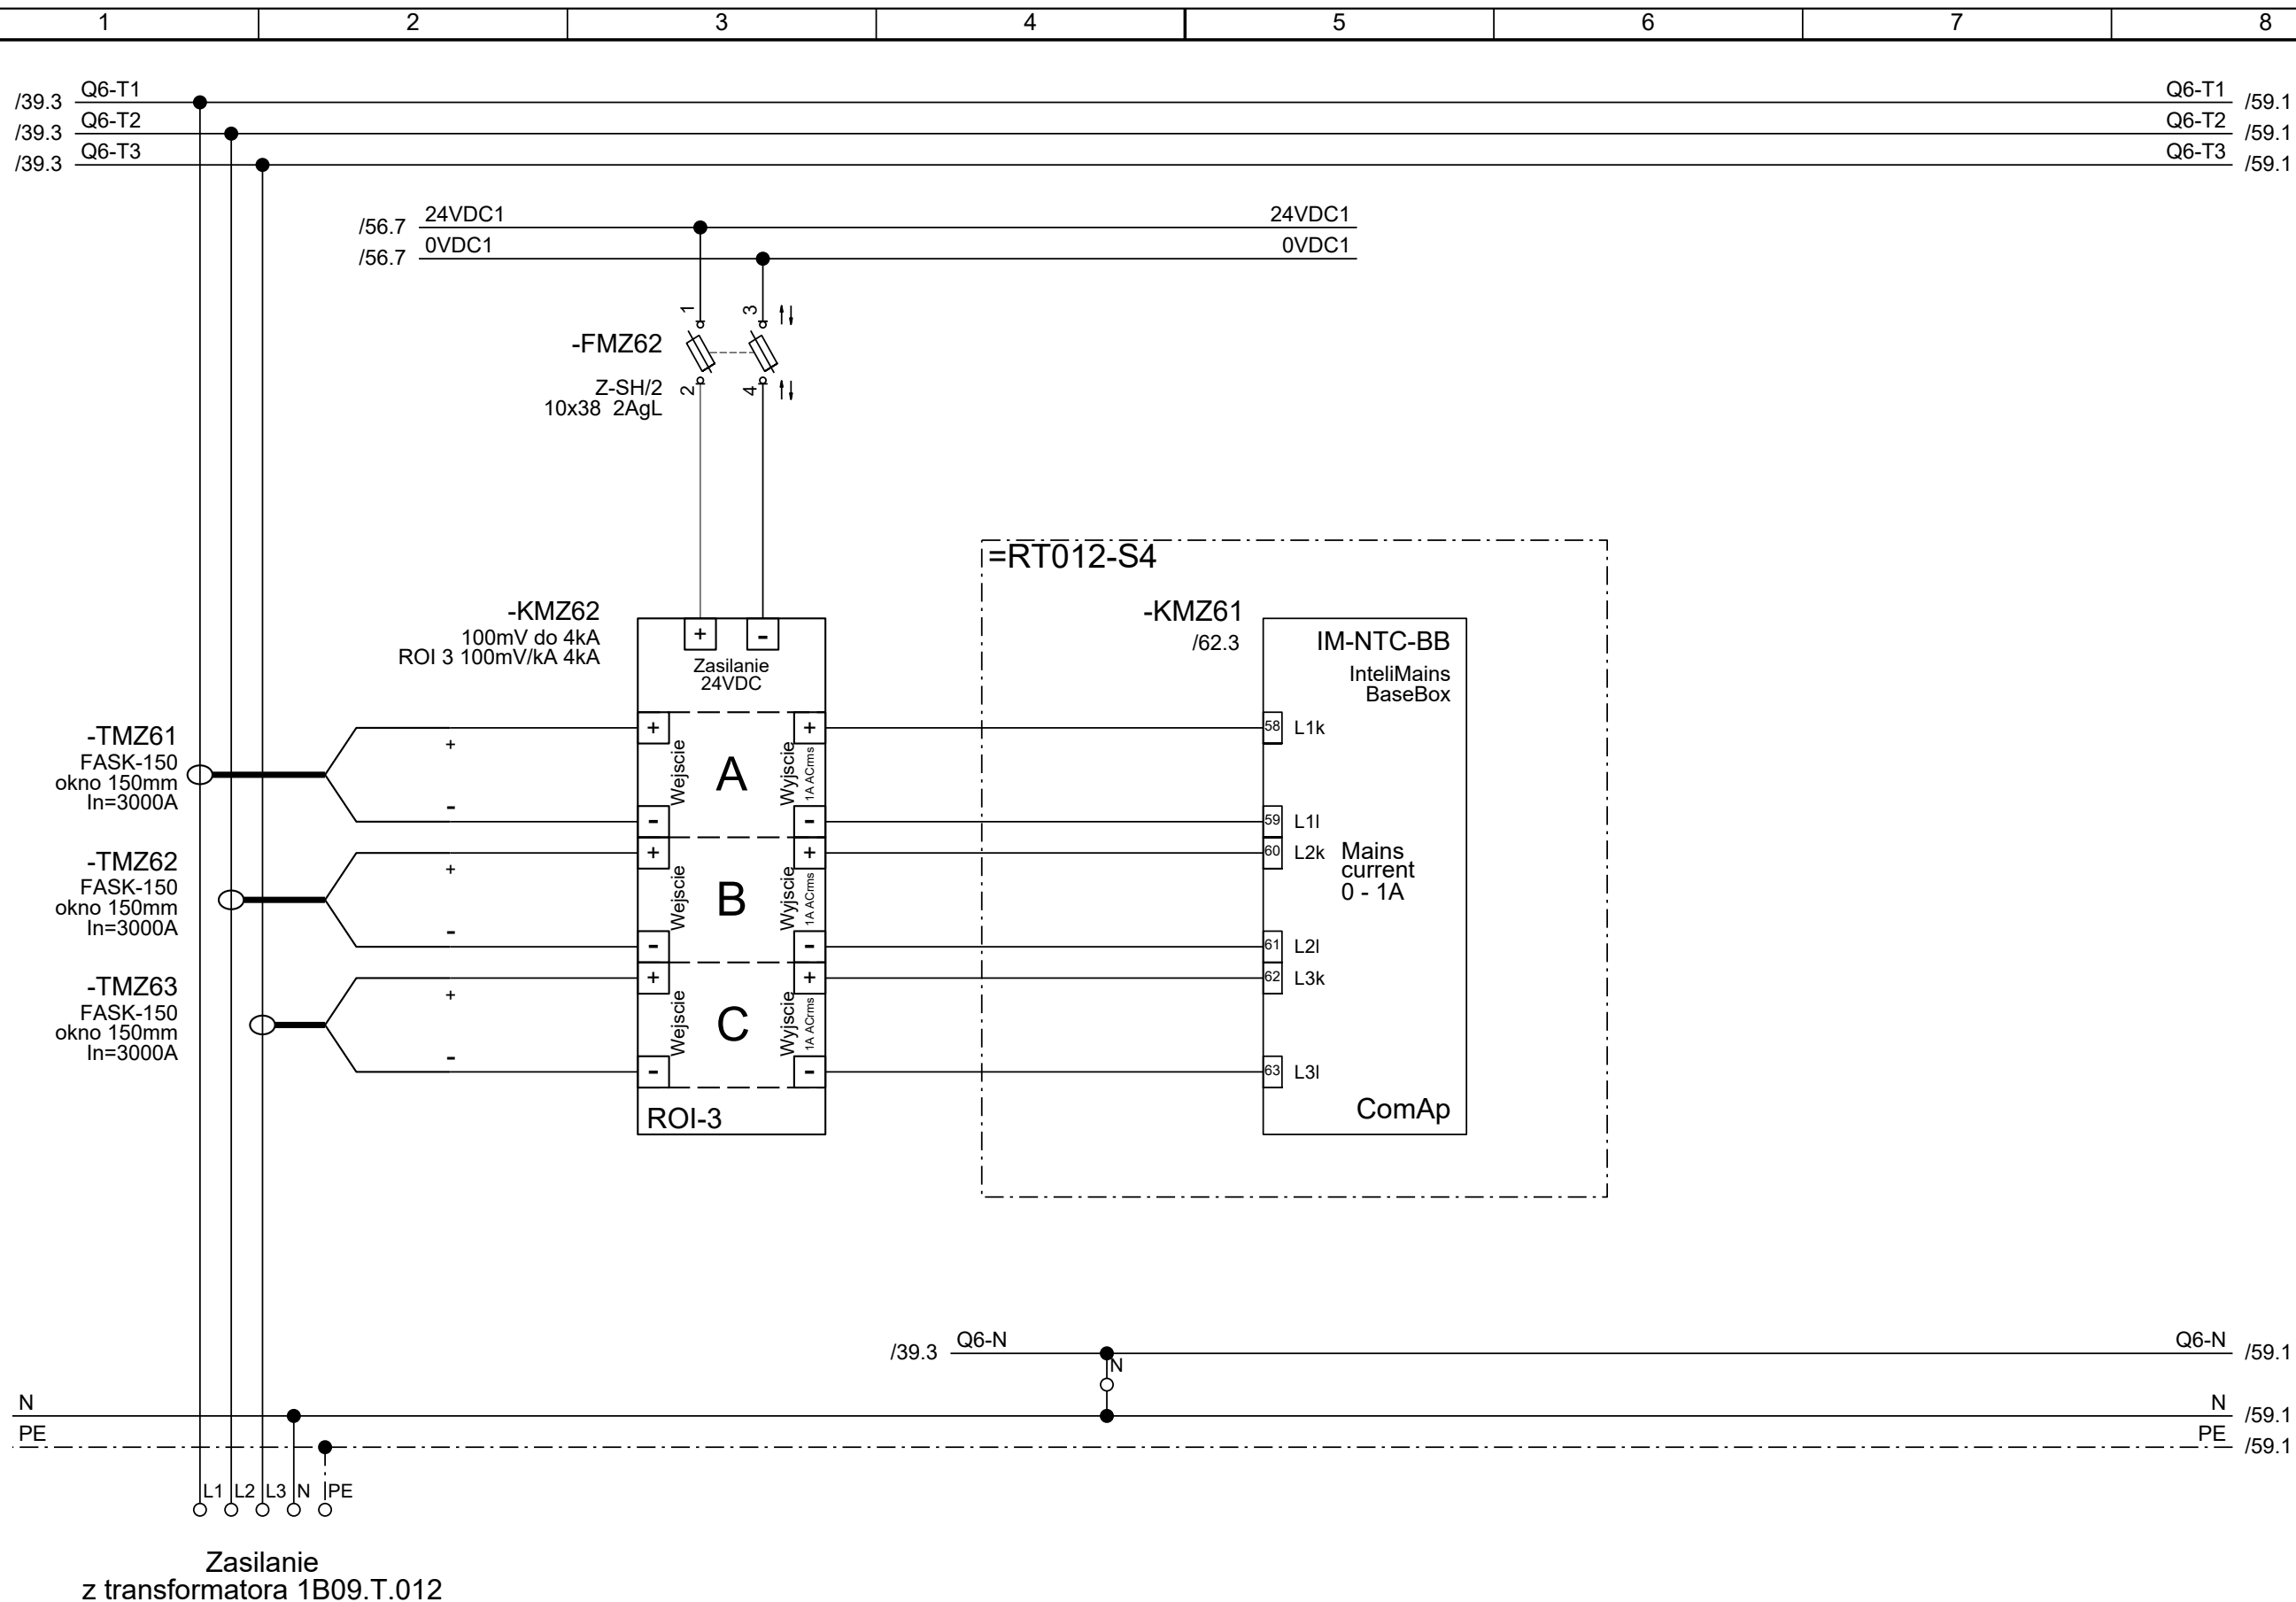 1 2 3 4 5 6 7 8
/39.3 Q6-T1 Q6-T1 /59.1
/39.3 Q6-T2 Q6-T2 /59.1
/39.3 Q6-T3 Q6-T3 /59.1
/56.7 24VDC1 24VDC1
/56.7 0VDC1 0VDC1
1 3
-FMZ62
Z-SH/2
10x38 2AgL
2 4
=RT012-S4
-KMZ62
100mV do 4kA
ROI 3 100mV/kA 4kA
+ -
Zasilanie
24VDC
-KMZ61
/62.3
IM-NTC-BB
InteliMains
BaseBox
-TMZ61
FASK-150
okno 150mm
In=3000A
+
-
+
-
Wejscie
A
Wyjscie
1A ACrms
+
-
58 L1k
59 L1l
-TMZ62
FASK-150
okno 150mm
In=3000A
+
-
+
-
Wejscie
B
Wyjscie
1A ACrms
+
-
60 L2k
Mains
current
0 - 1A
61 L2l
-TMZ63
FASK-150
okno 150mm
In=3000A
+
-
+
-
Wejscie
C
Wyjscie
1A ACrms
+
-
62 L3k
63 L3l
ROI-3
ComAp
/39.3 Q6-N Q6-N /59.1
N
N N /59.1
PE PE /59.1
L1 L2 L3 N PE
Zasilanie
z transformatora 1B09.T.012